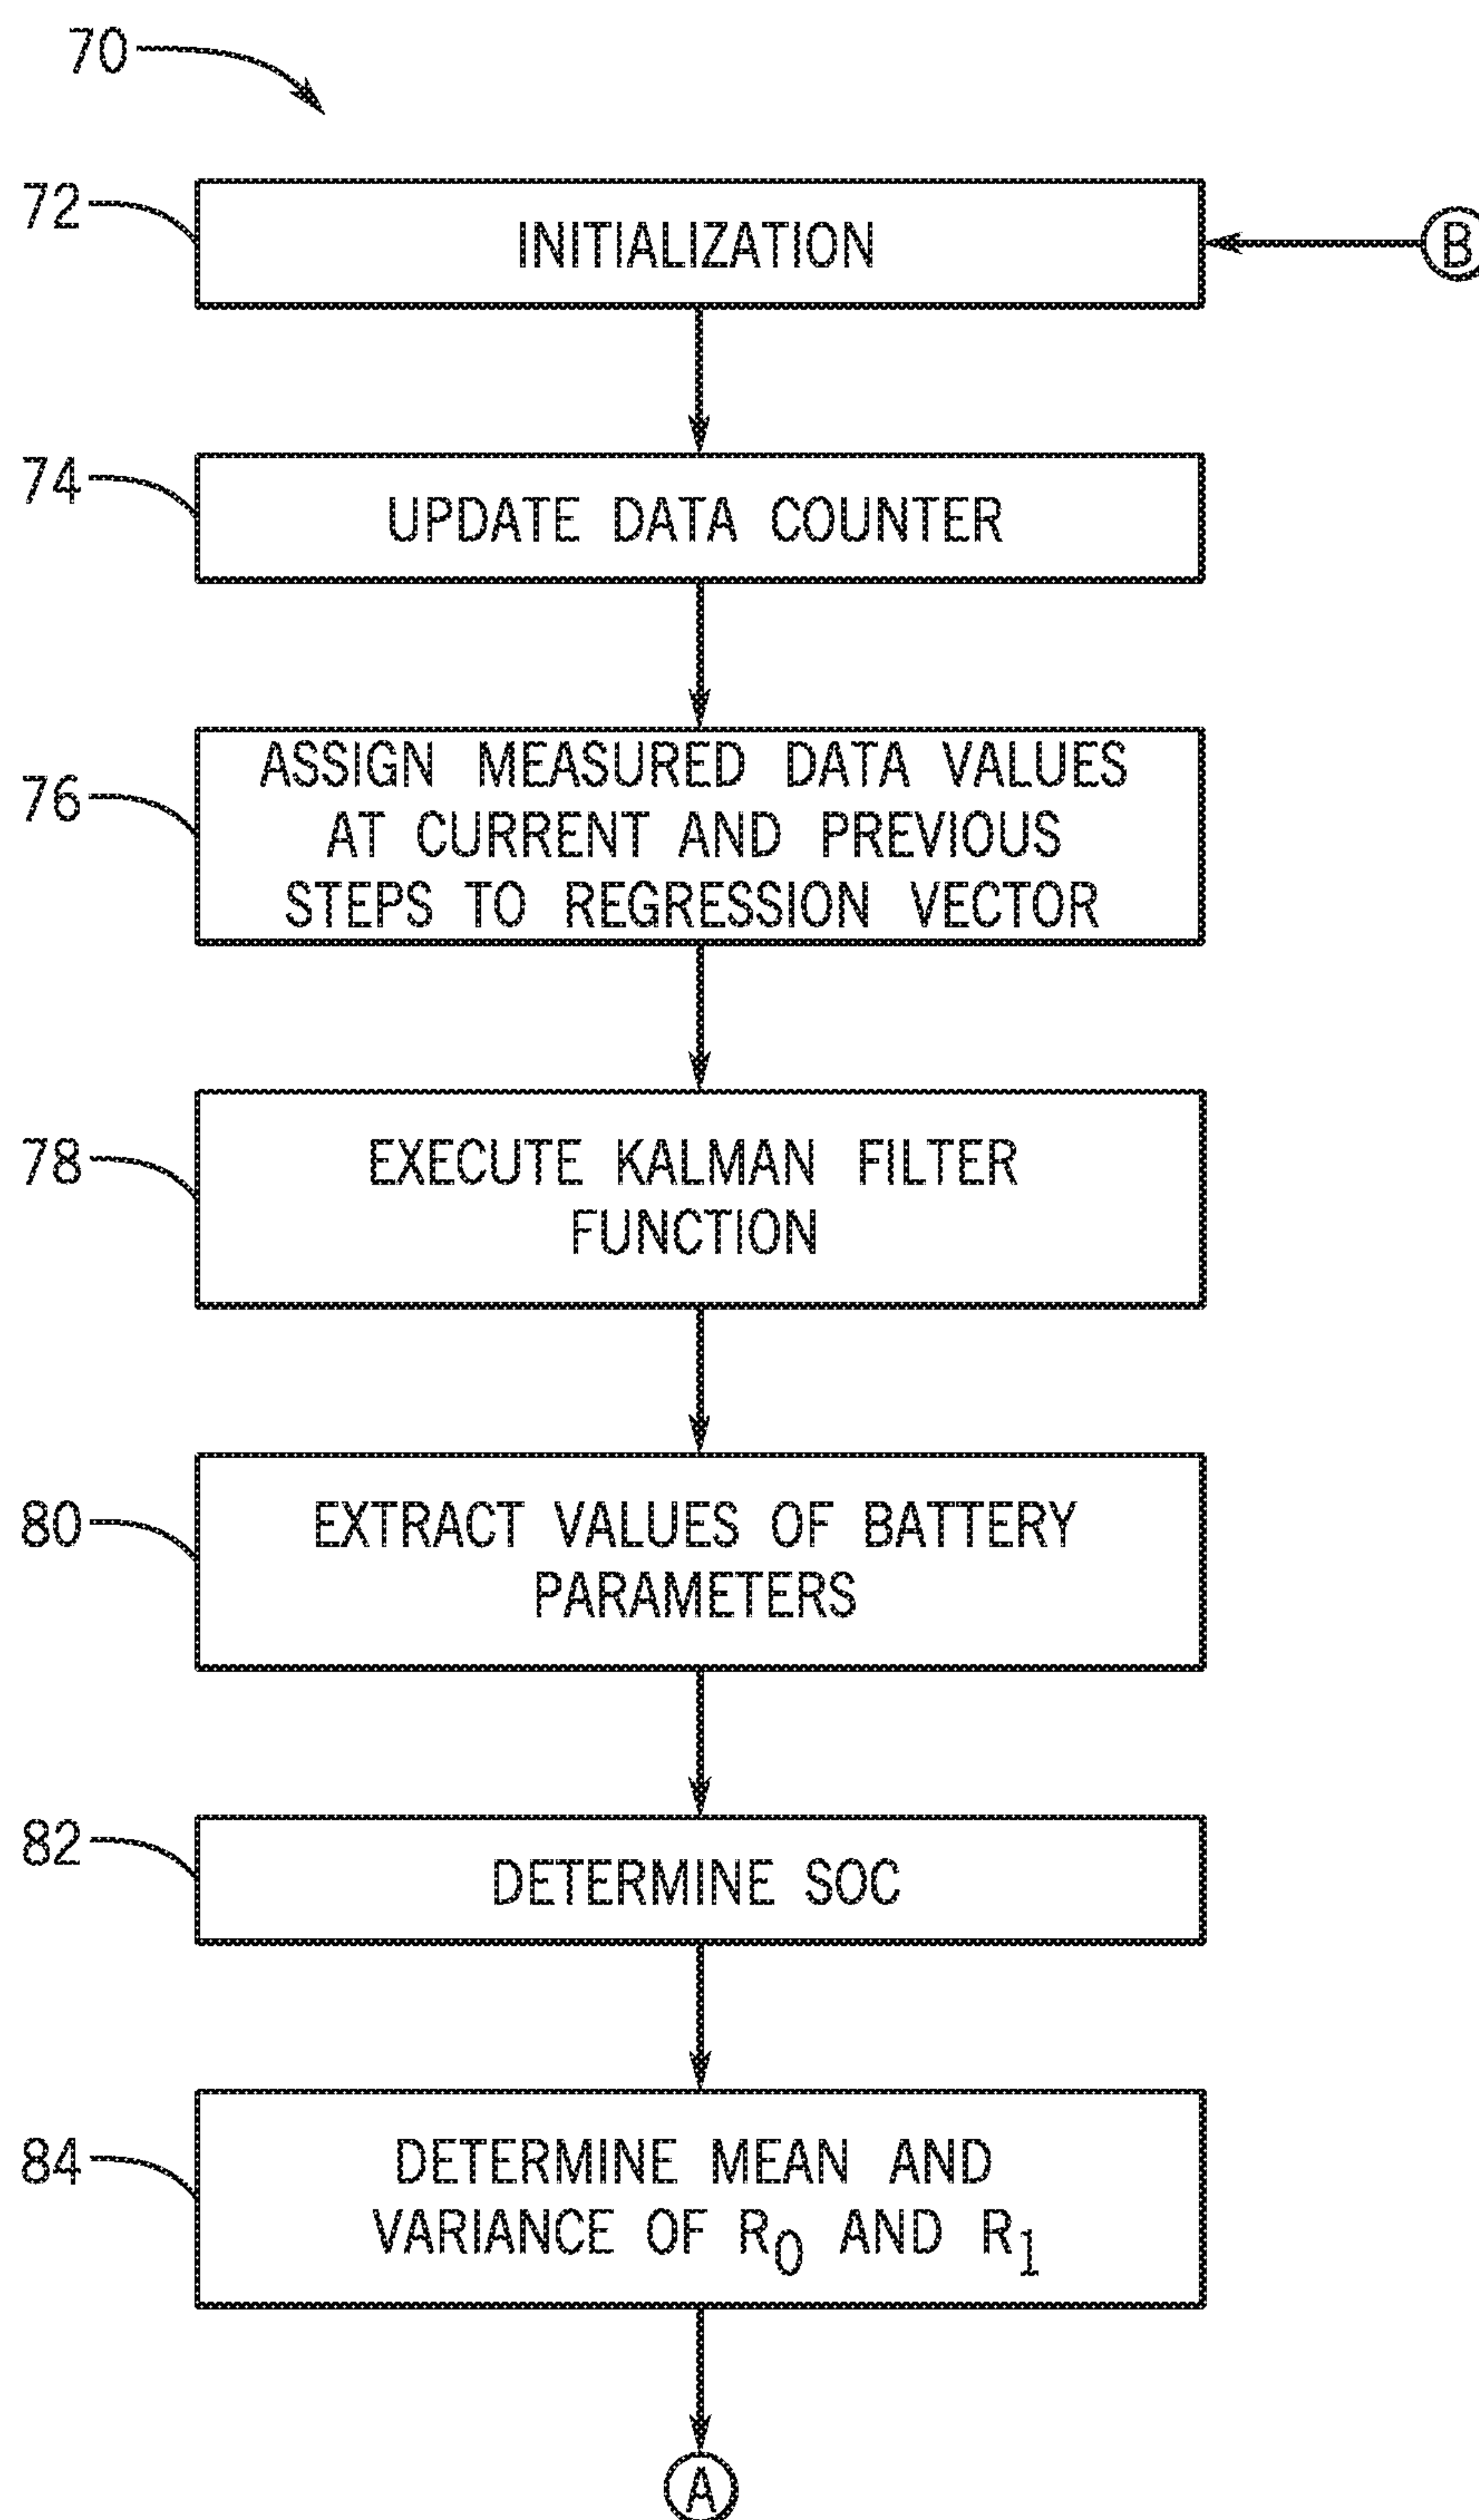 70
72
INITIALIZATION
B
74
UPDATE DATA COUNTER
76
ASSIGN MEASURED DATA VALUES
AT CURRENT AND PREVIOUS
STEPS TO REGRESSION VECTOR
78
EXECUTE KALMAN FILTER
FUNCTION
80
EXTRACT VALUES OF BATTERY
PARAMETERS
82
DETERMINE SOC
84
DETERMINE MEAN AND
VARIANCE OF R₀ AND R₁
A